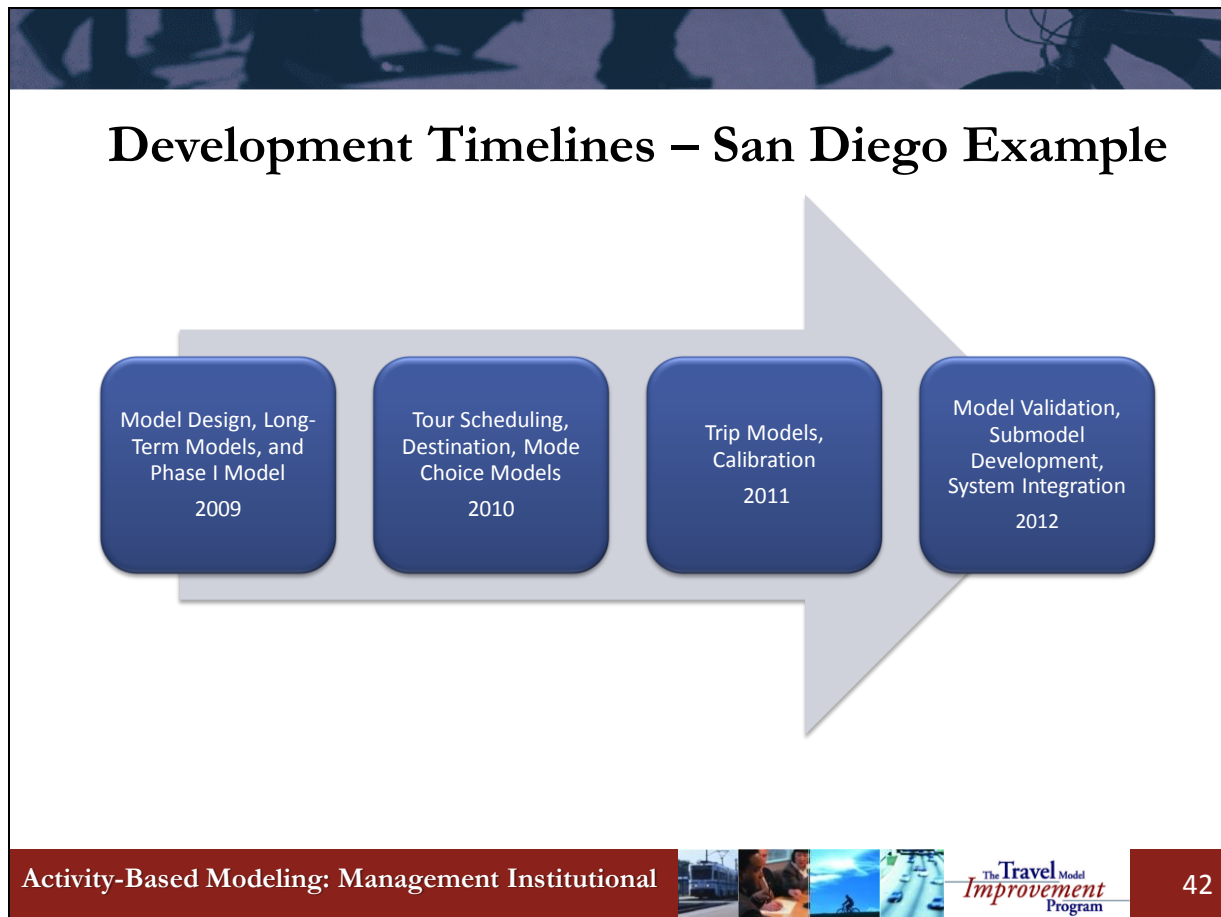 Development Timelines – San Diego Example
Model Design, Long-
Term Models, and
Phase I Model
2009
Tour Scheduling,
Destination, Mode
Choice Models
2010
Trip Models,
Calibration
2011
Model Validation,
Submodel
Development,
System Integration
2012
Activity-Based Modeling: Management Institutional
The Travel Model
Improvement
Program
42